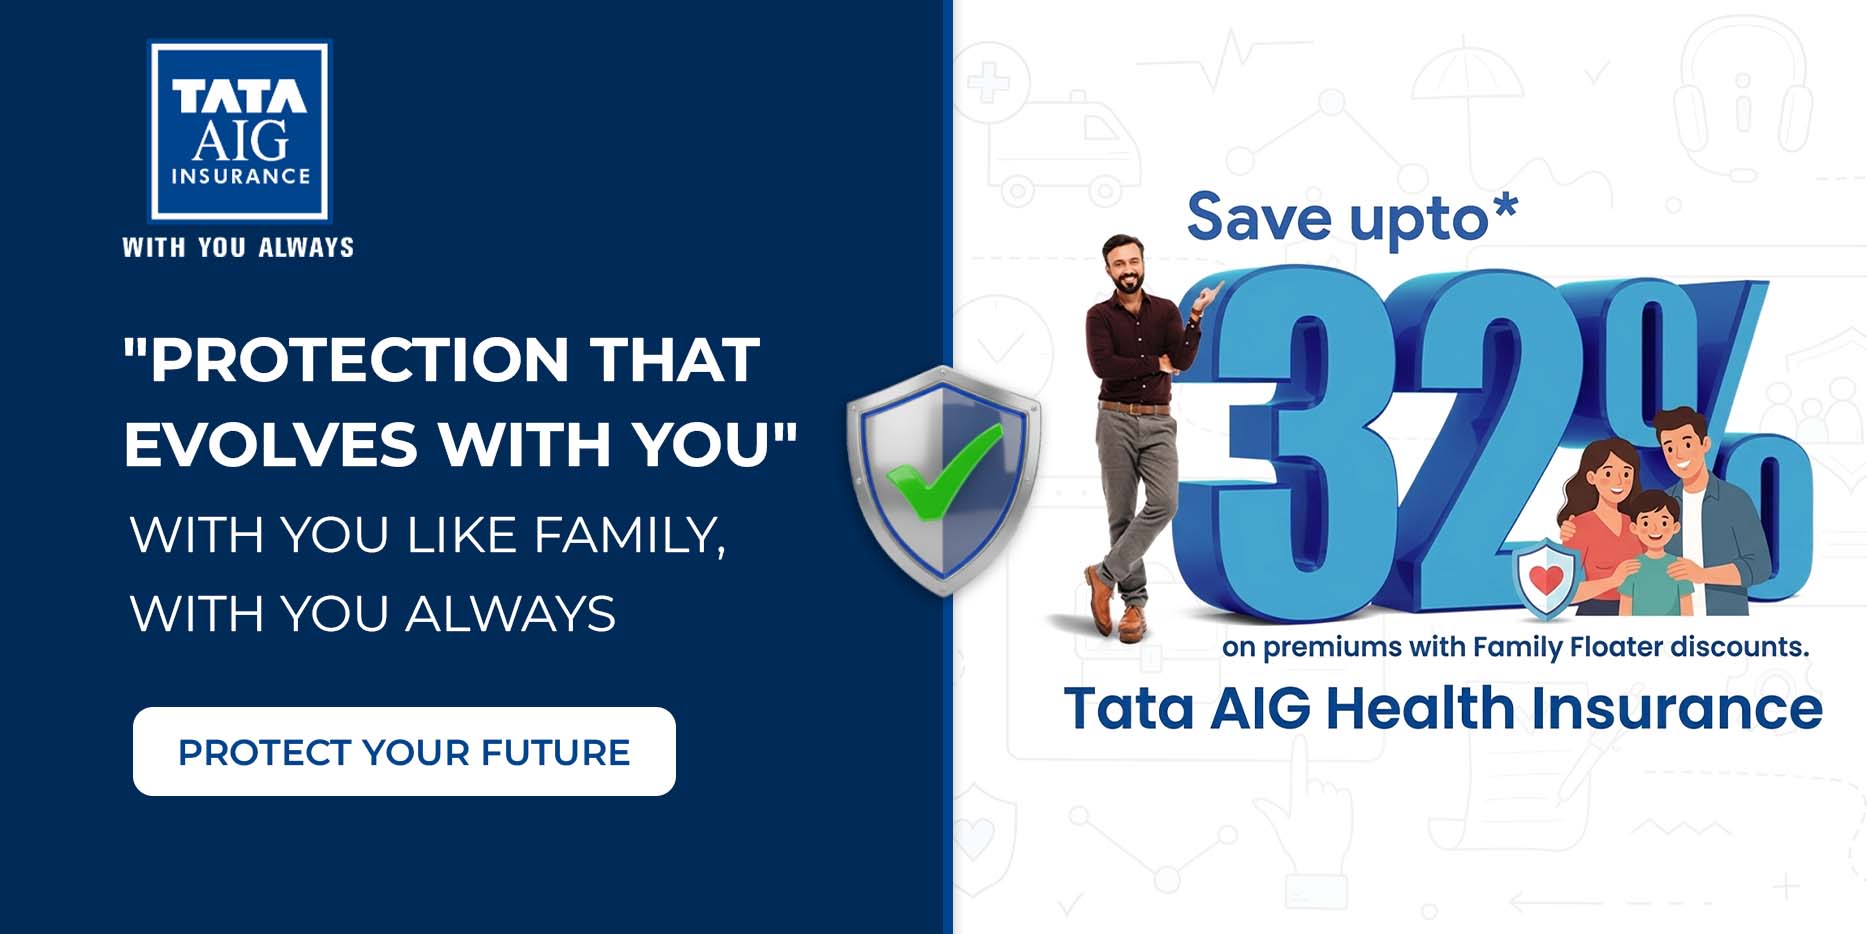 TATA
AIG
INSURANCE
WITH YOU ALWAYS
"PROTECTION THAT
EVOLVES WITH YOU"
WITH YOU LIKE FAMILY,
WITH YOU ALWAYS
PROTECT YOUR FUTURE
Save upto*
32%
on premiums with Family Floater discounts.
Tata AIG Health Insurance